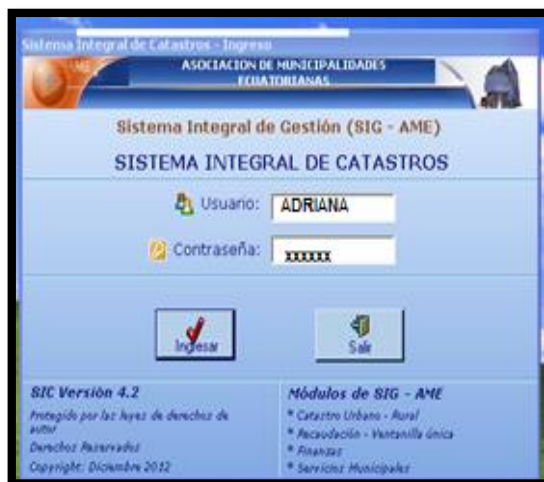 Sistema Integral de Catastros - Ingreso
AME
ASOCIACION DE MUNICIPALIDADES
ECUATORIANAS
Sistema Integral de Gestión (SIG - AME)
SISTEMA INTEGRAL DE CATASTROS
Usuario: ADRIANA
Contraseña: xxxxxx
Ingresar
Salir
SIC Versión 4.2
Protegido por las leyes de derechos de
autor
Derechos Reservados
Copyright: Diciembre 2012
Módulos de SIG - AME
* Catastro Urbano - Rural
* Recaudación - Ventanilla única
* Finanzas
* Servicios Municipales